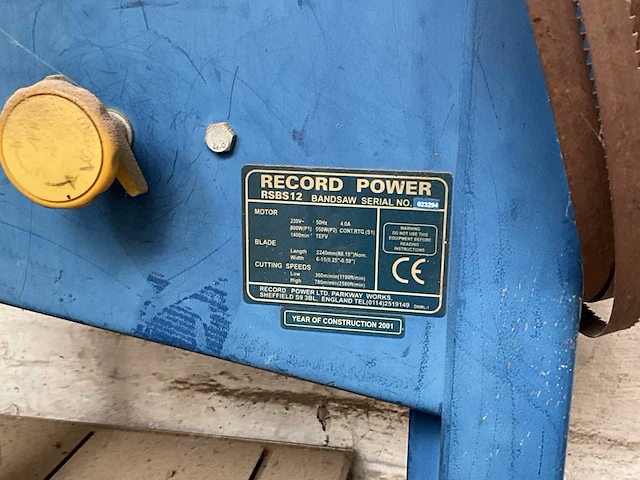 RECORD POWER
RSBS12 BANDSAW SERIAL NO. 023294
MOTOR
230V~ 50Hz 4.0A
800W(P1) 550W(P2) CONT.RTG.(S1)
1400min⁻¹ TEFV
BLADE
Length 2240mm(88.19")Nom.
Width 6-15(0.25"-0.59")
CUTTING SPEEDS
Low 360m/min(1190ft/min)
High 780m/min(2580ft/min)
WARNING
DO NOT USE THIS
EQUIPMENT BEFORE
READING
INSTRUCTIONS
CE
RECORD POWER LTD, PARKWAY WORKS,
SHEFFIELD S9 3BL, ENGLAND TEL(0114)2519149
YEAR OF CONSTRUCTION 2001